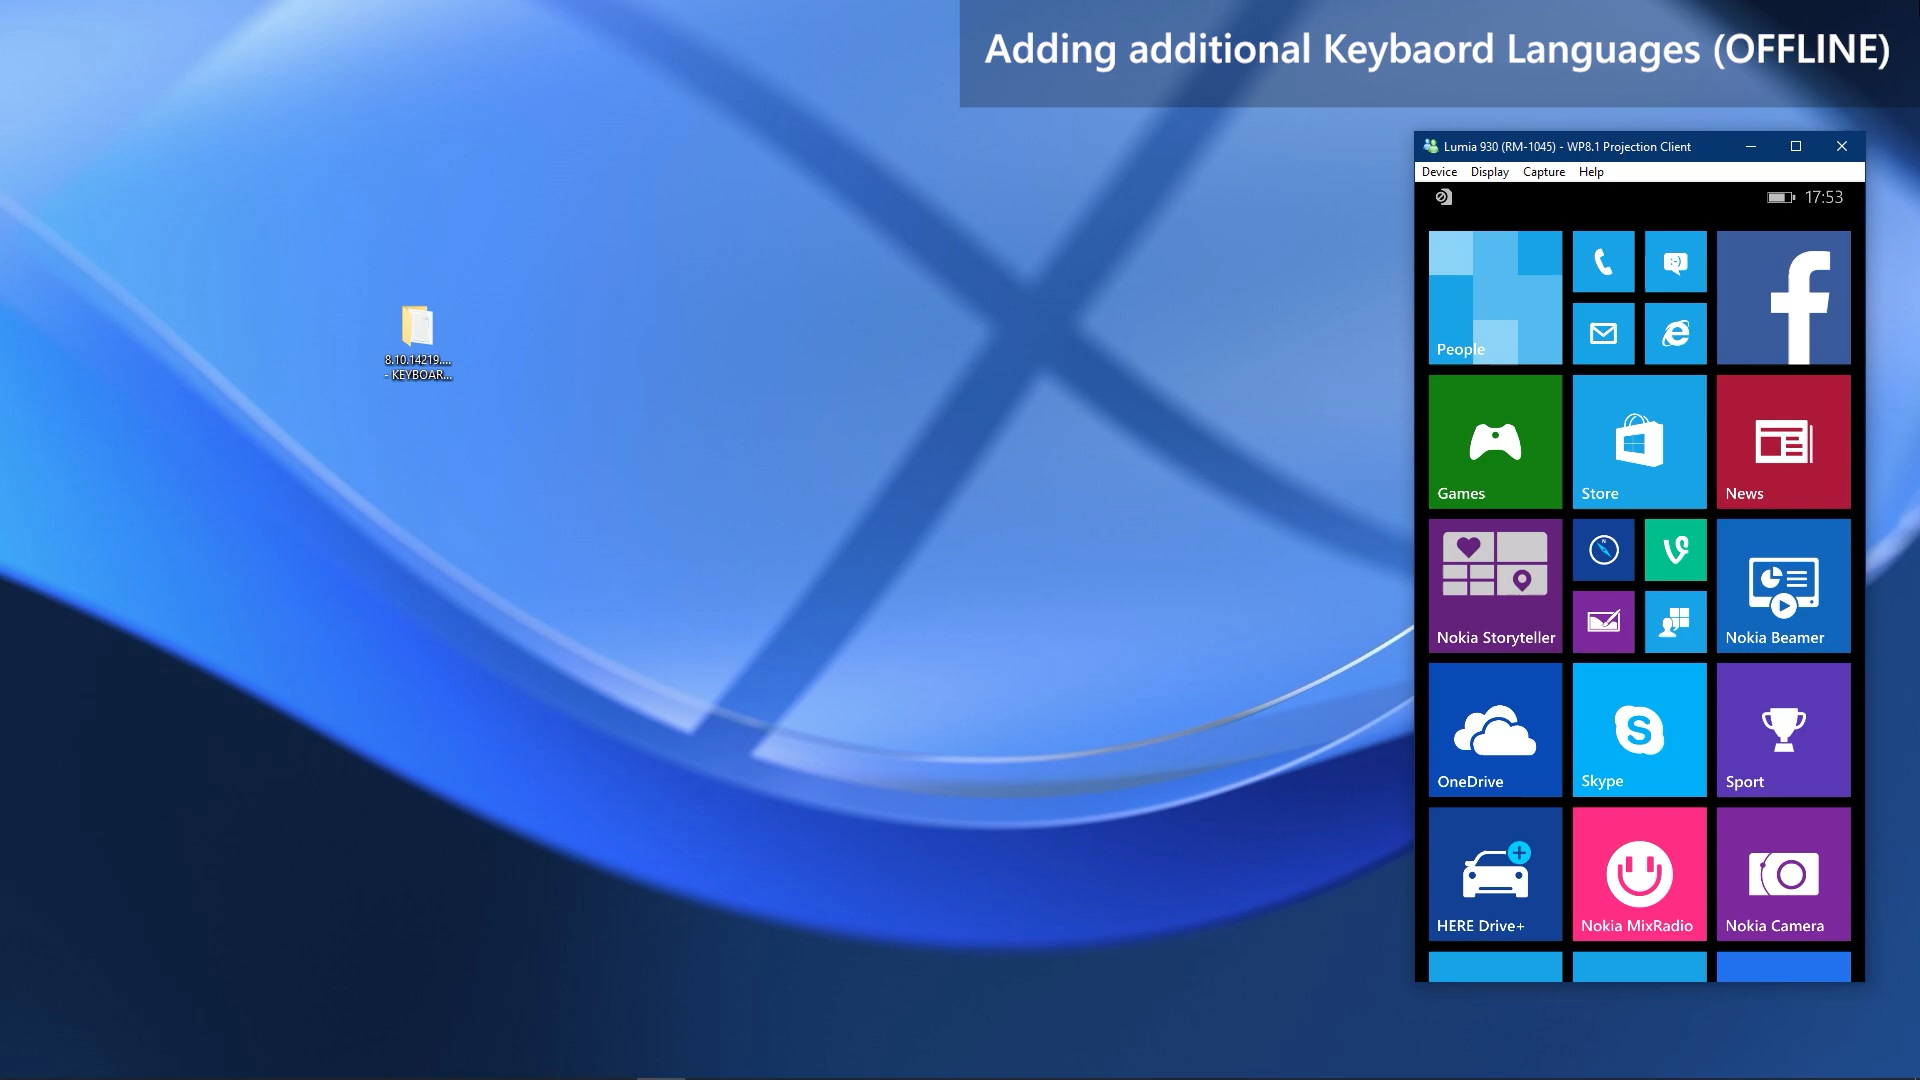 Adding additional Keybaord Languages (OFFLINE)
Lumia 930 (RM-1045) - WP8.1 Projection Client
Device Display Capture Help
17:53
8.10.14219....
- KEYBOAR...
People
Games
Store
News
Nokia Storyteller
Nokia Beamer
OneDrive
Skype
Sport
HERE Drive+
Nokia MixRadio
Nokia Camera